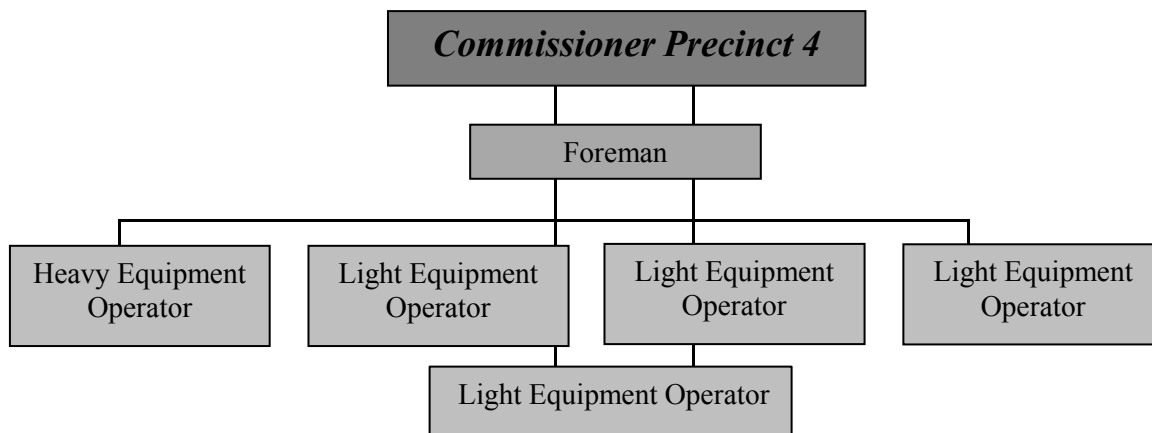 Commissioner Precinct 4
Foreman
Heavy Equipment
Operator
Light Equipment
Operator
Light Equipment
Operator
Light Equipment
Operator
Light Equipment Operator